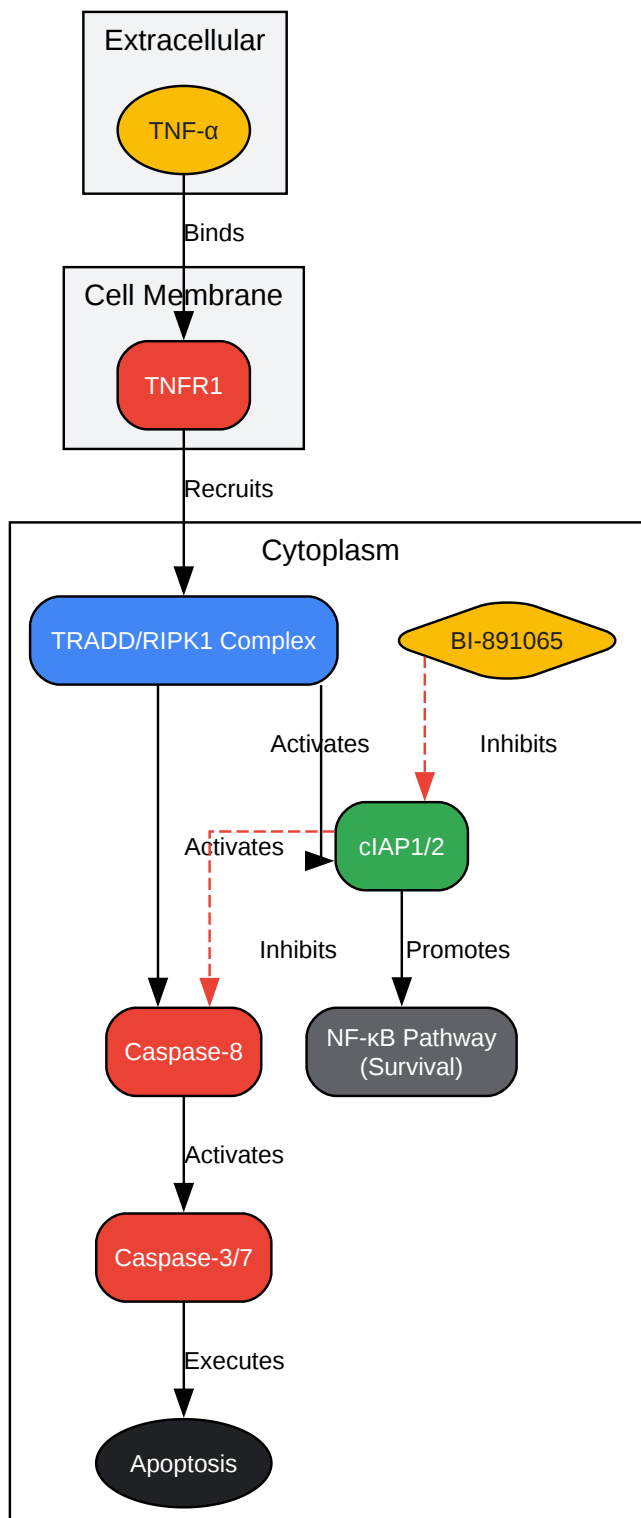 Extracellular
TNF-α
Binds
Cell Membrane
TNFR1
Recruits
Cytoplasm
TRADD/RIPK1 Complex
BI-891065
Activates
Inhibits
Activates
cIAP1/2
Inhibits
Promotes
Caspase-8
NF-κB Pathway
(Survival)
Activates
Caspase-3/7
Executes
Apoptosis